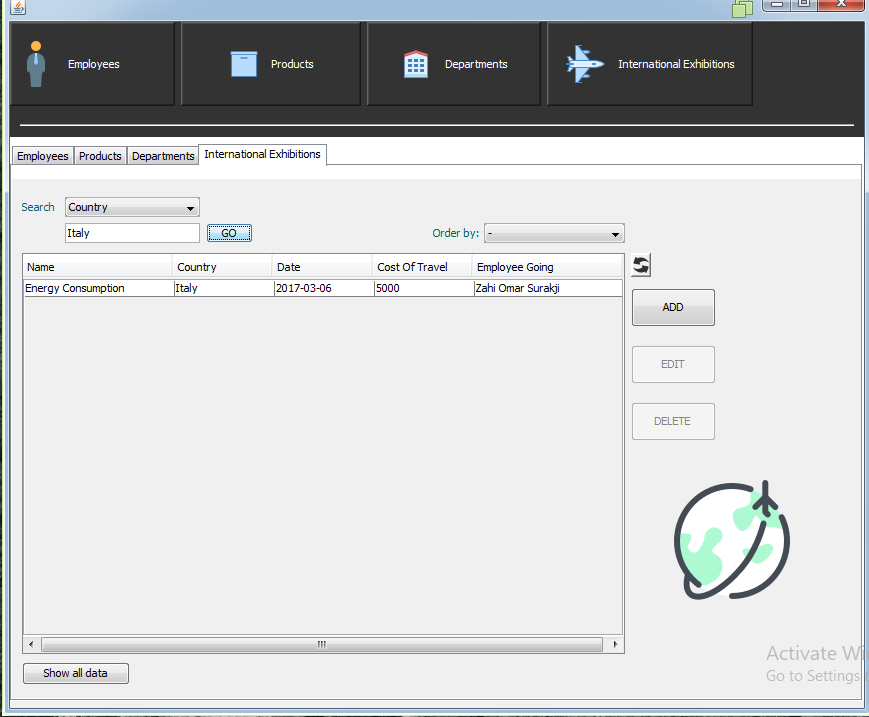 Employees
Products
Departments
International Exhibitions
Employees
Products
Departments
International Exhibitions
Search
Country
Italy
GO
Order by:
-
Name Country Date Cost Of Travel Employee Going
Energy Consumption Italy 2017-03-06 5000 Zahi Omar Surakji
ADD
EDIT
DELETE
Show all data
Activate Wi
Go to Settings